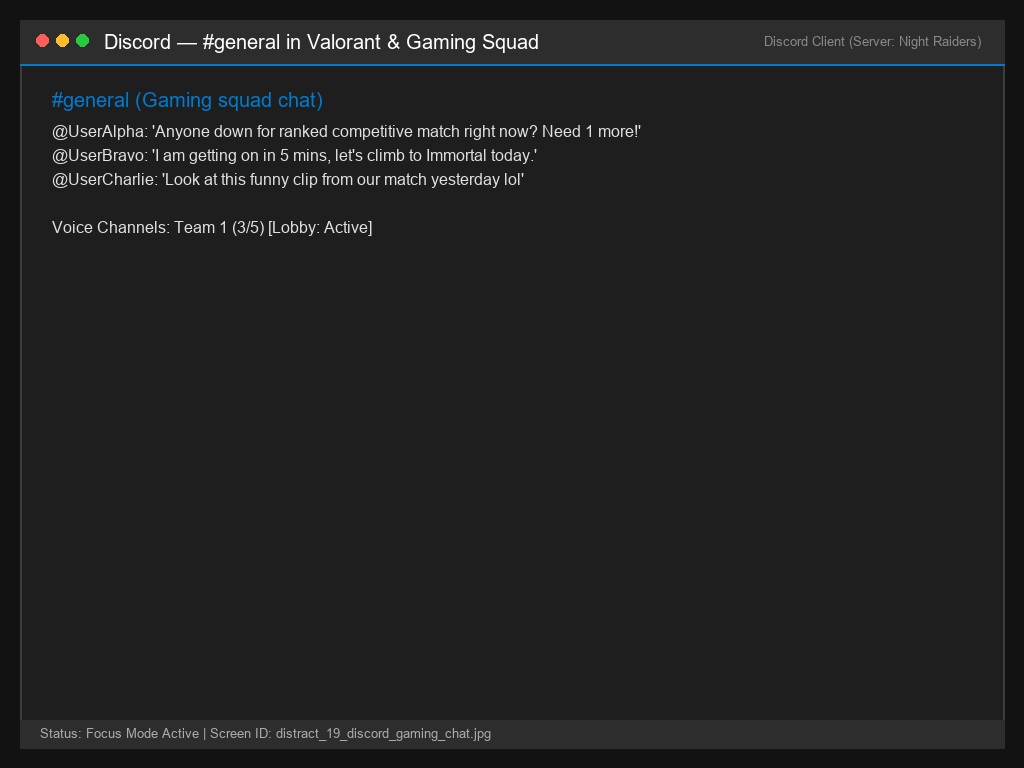 Discord — #general in Valorant & Gaming Squad
Discord Client (Server: Night Raiders)
#general (Gaming squad chat)
@UserAlpha: 'Anyone down for ranked competitive match right now? Need 1 more!'
@UserBravo: 'I am getting on in 5 mins, let's climb to Immortal today.'
@UserCharlie: 'Look at this funny clip from our match yesterday lol'
Voice Channels: Team 1 (3/5) [Lobby: Active]
Status: Focus Mode Active | Screen ID: distract_19_discord_gaming_chat.jpg